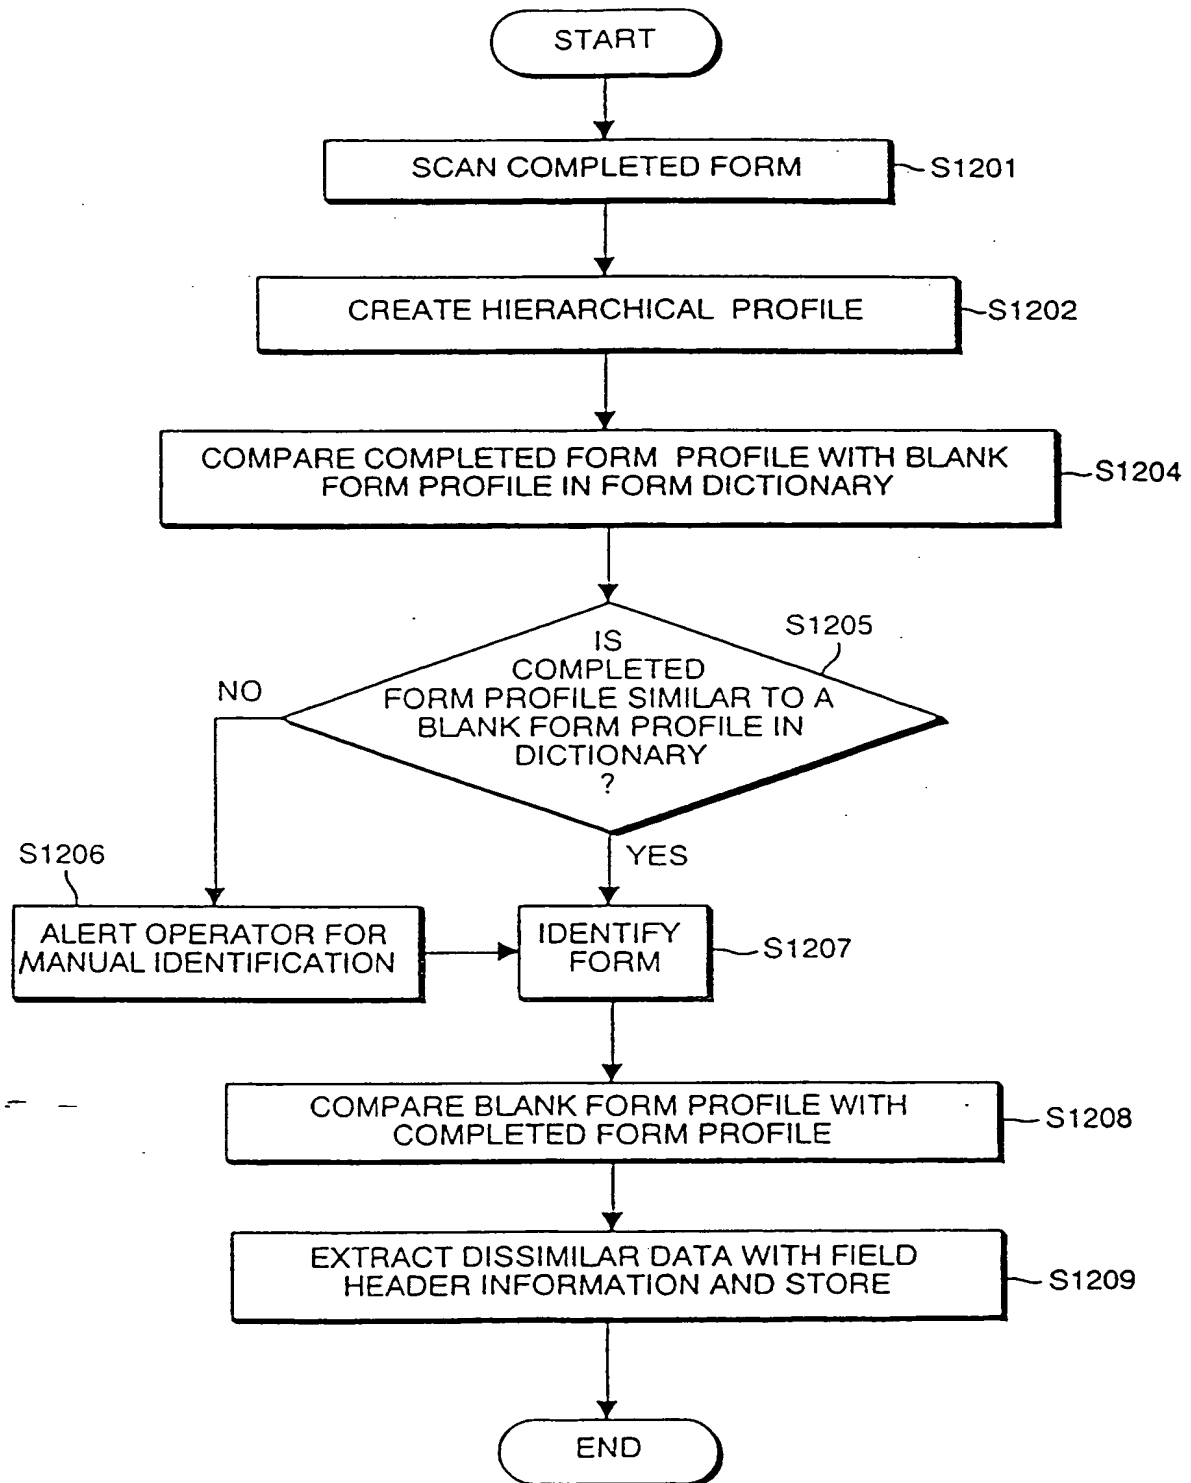 START
SCAN COMPLETED FORM
S1201
CREATE HIERARCHICAL PROFILE
S1202
COMPARE COMPLETED FORM PROFILE WITH BLANK
FORM PROFILE IN FORM DICTIONARY
S1204
S1205
IS
COMPLETED
FORM PROFILE SIMILAR TO A
BLANK FORM PROFILE IN
DICTIONARY
?
NO
YES
S1206
ALERT OPERATOR FOR
MANUAL IDENTIFICATION
IDENTIFY
FORM
S1207
COMPARE BLANK FORM PROFILE WITH
COMPLETED FORM PROFILE
S1208
EXTRACT DISSIMILAR DATA WITH FIELD
HEADER INFORMATION AND STORE
S1209
END